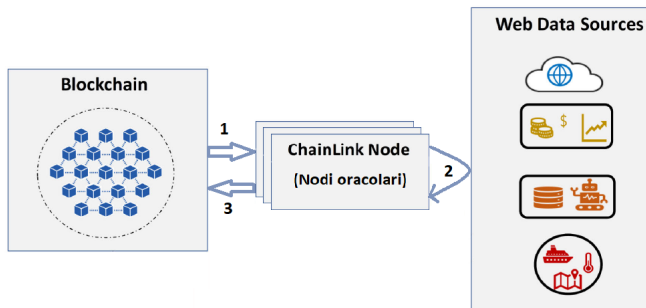 Web Data Sources
Blockchain
1
ChainLink Node
(Nodi oracolari)
2
3
$